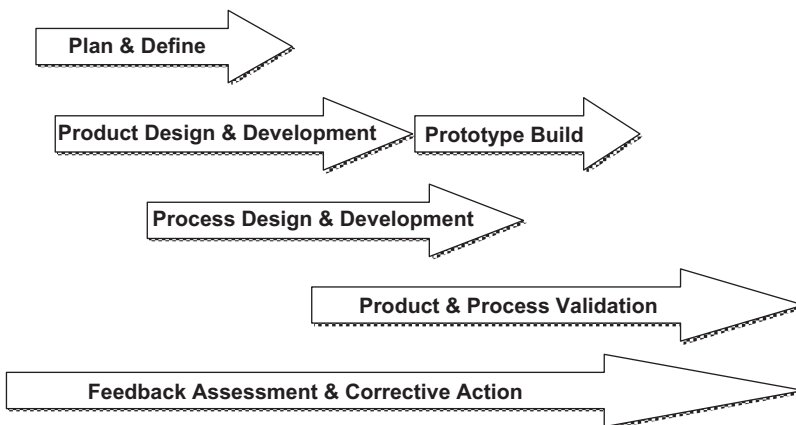 Plan & Define
Product Design & Development
Prototype Build
Process Design & Development
Product & Process Validation
Feedback Assessment & Corrective Action